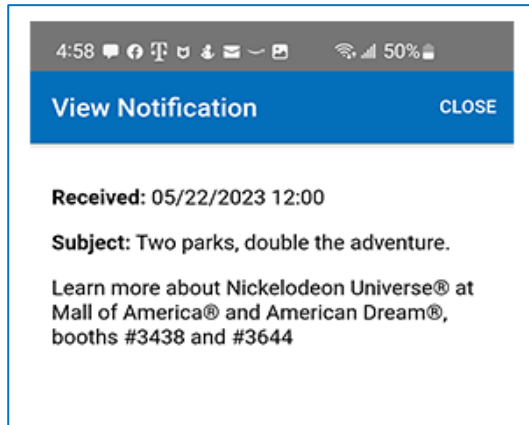 4:58 50%
View Notification CLOSE
Received: 05/22/2023 12:00
Subject: Two parks, double the adventure.
Learn more about Nickelodeon Universe® at
Mall of America® and American Dream®,
booths #3438 and #3644